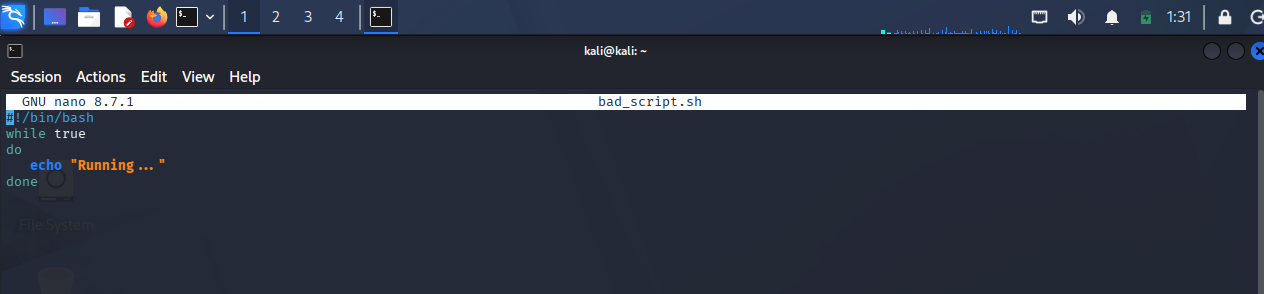 1 2 3 4 1:31
kali@kali: ~
Session Actions Edit View Help
GNU nano 8.7.1 bad_script.sh
#!/bin/bash
while true
do
echo "Running..."
done
File System